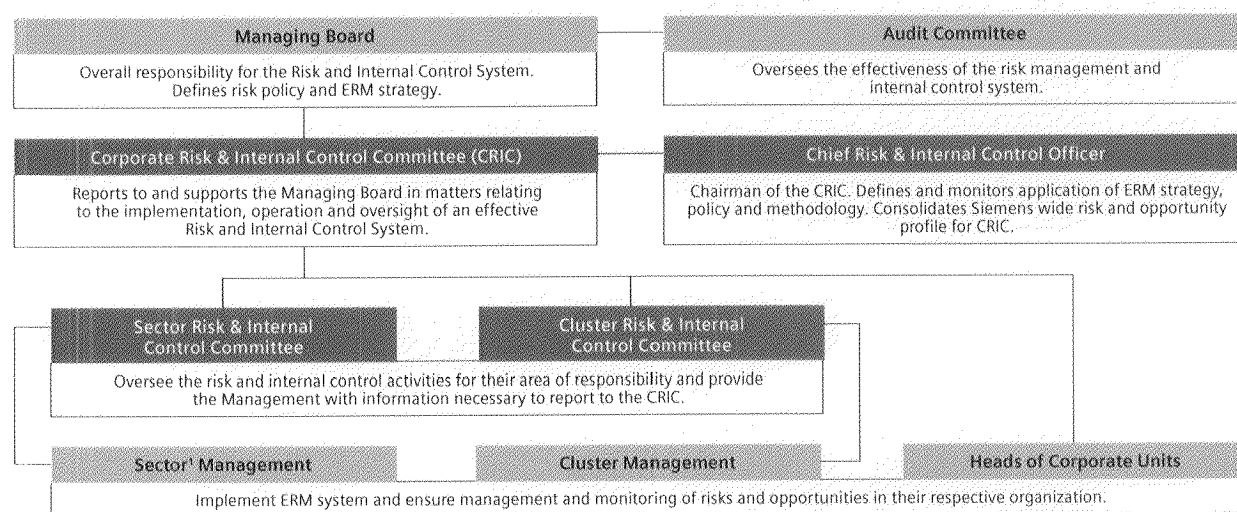 Managing Board
Overall responsibility for the Risk and Internal Control System.
Defines risk policy and ERM strategy.
Audit Committee
Oversees the effectiveness of the risk management and
internal control system.
Corporate Risk & Internal Control Committee (CRIC)
Reports to and supports the Managing Board in matters relating
to the implementation, operation and oversight of an effective
Risk and Internal Control System.
Chief Risk & Internal Control Officer
Chairman of the CRIC. Defines and monitors application of ERM strategy,
policy and methodology. Consolidates Siemens wide risk and opportunity
profile for CRIC.
Sector Risk & Internal
Control Committee
Cluster Risk & Internal
Control Committee
Oversee the risk and internal control activities for their area of responsibility and provide
the Management with information necessary to report to the CRIC.
Sector¹ Management
Cluster Management
Heads of Corporate Units
Implement ERM system and ensure management and monitoring of risks and opportunities in their respective organization.